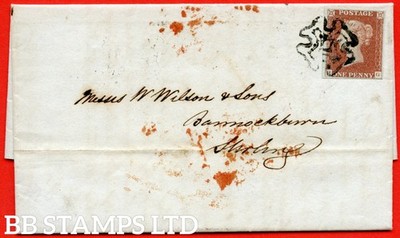 POSTAGE
ONE PENNY
Messrs W Wilson & Sons
Bannockburn
Stirling
BB STAMPS LTD